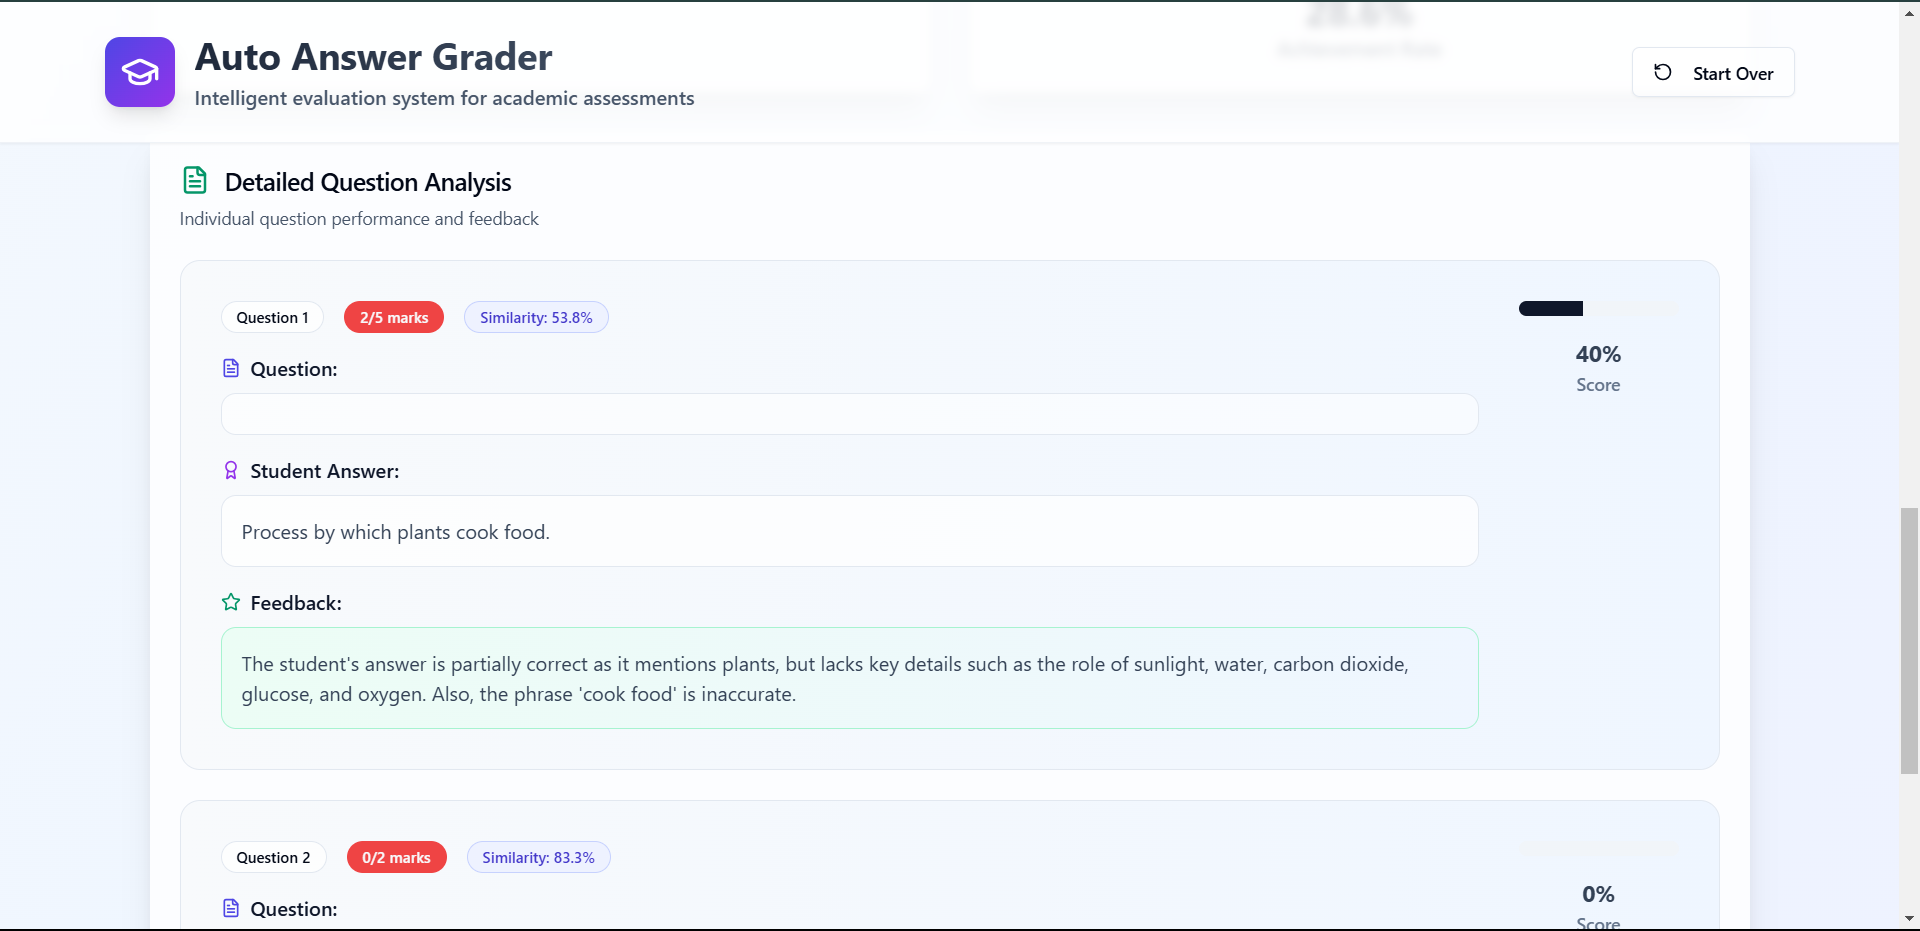 Auto Answer Grader
Intelligent evaluation system for academic assessments
Start Over
Detailed Question Analysis
Individual question performance and feedback
Question 1
2/5 marks
Similarity: 53.8%
40%
Score
Question:
Student Answer:
Process by which plants cook food.
Feedback:
The student's answer is partially correct as it mentions plants, but lacks key details such as the role of sunlight, water, carbon dioxide,
glucose, and oxygen. Also, the phrase 'cook food' is inaccurate.
Question 2
0/2 marks
Similarity: 83.3%
0%
Score
Question: